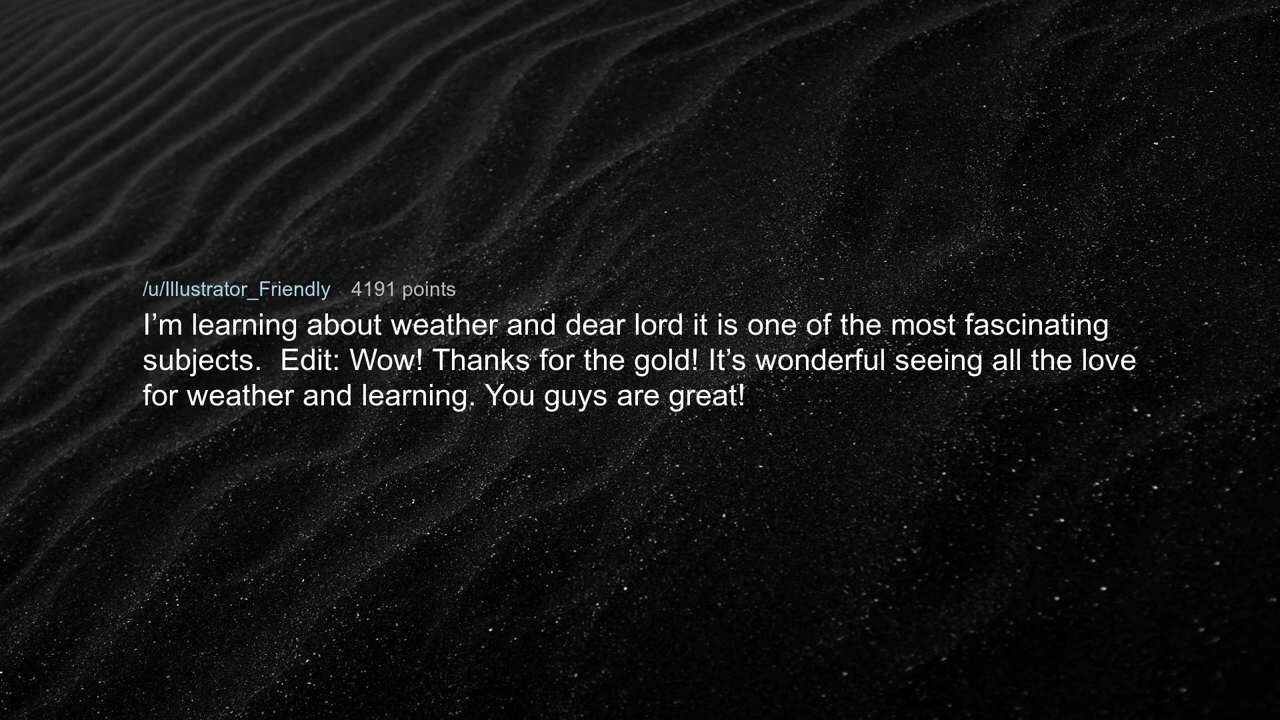 /u/Illustrator_Friendly 4191 points
I’m learning about weather and dear lord it is one of the most fascinating
subjects.  Edit: Wow! Thanks for the gold! It’s wonderful seeing all the love
for weather and learning. You guys are great!